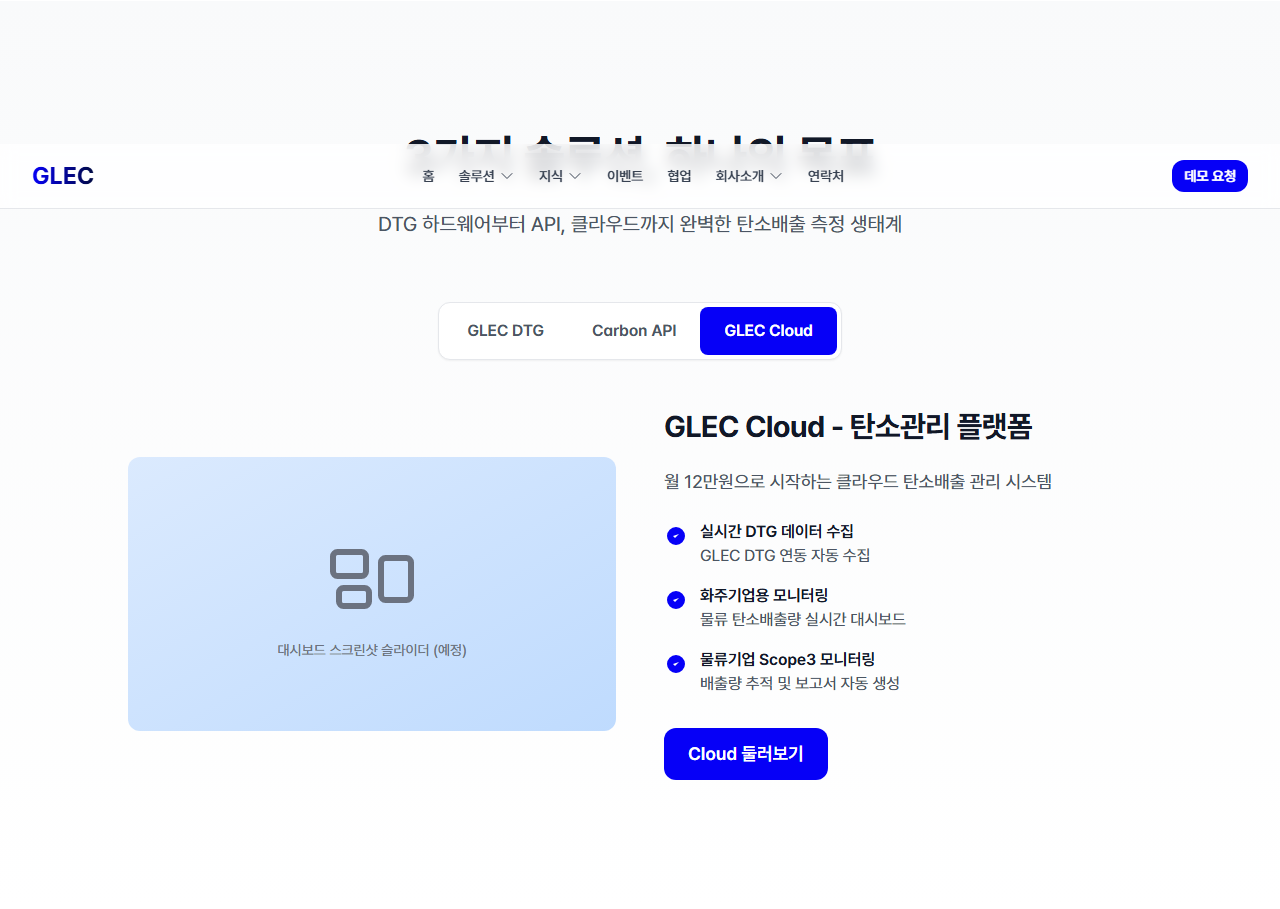 GLEC
홈
솔루션
지식
이벤트
협업
회사소개
연락처
데모 요청
DTG 하드웨어부터 API, 클라우드까지 완벽한 탄소배출 측정 생태계
GLEC DTG
Carbon API
GLEC Cloud
대시보드 스크린샷 슬라이더 (예정)
GLEC Cloud - 탄소관리 플랫폼
월 12만원으로 시작하는 클라우드 탄소배출 관리 시스템
실시간 DTG 데이터 수집
GLEC DTG 연동 자동 수집
화주기업용 모니터링
물류 탄소배출량 실시간 대시보드
물류기업 Scope3 모니터링
배출량 추적 및 보고서 자동 생성
Cloud 둘러보기